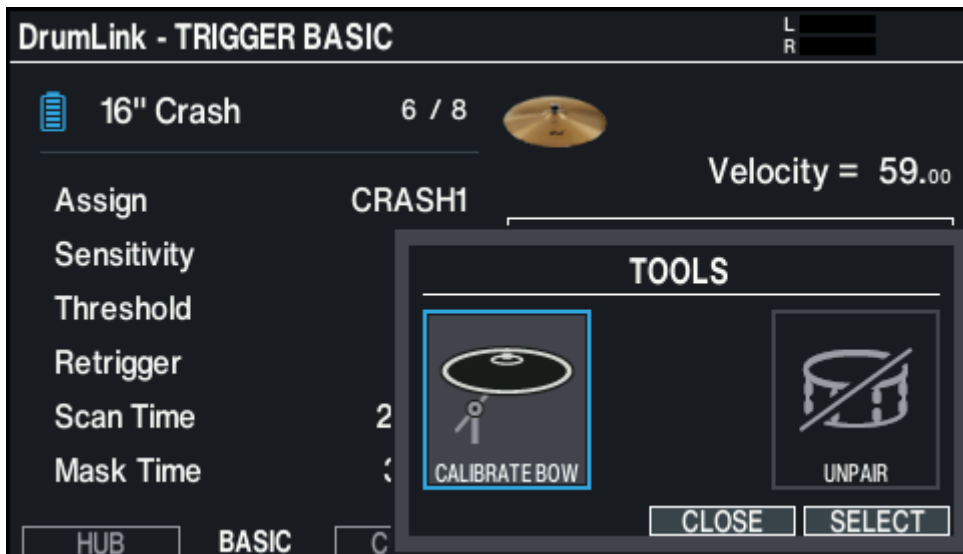 DrumLink - TRIGGER BASIC
L
R
16" Crash 6 / 8
Velocity = 59.00
Assign CRASH1
Sensitivity
Threshold
Retrigger
Scan Time 2
Mask Time
TOOLS
CALIBRATE BOW UNPAIR
CLOSE SELECT
HUB BASIC C